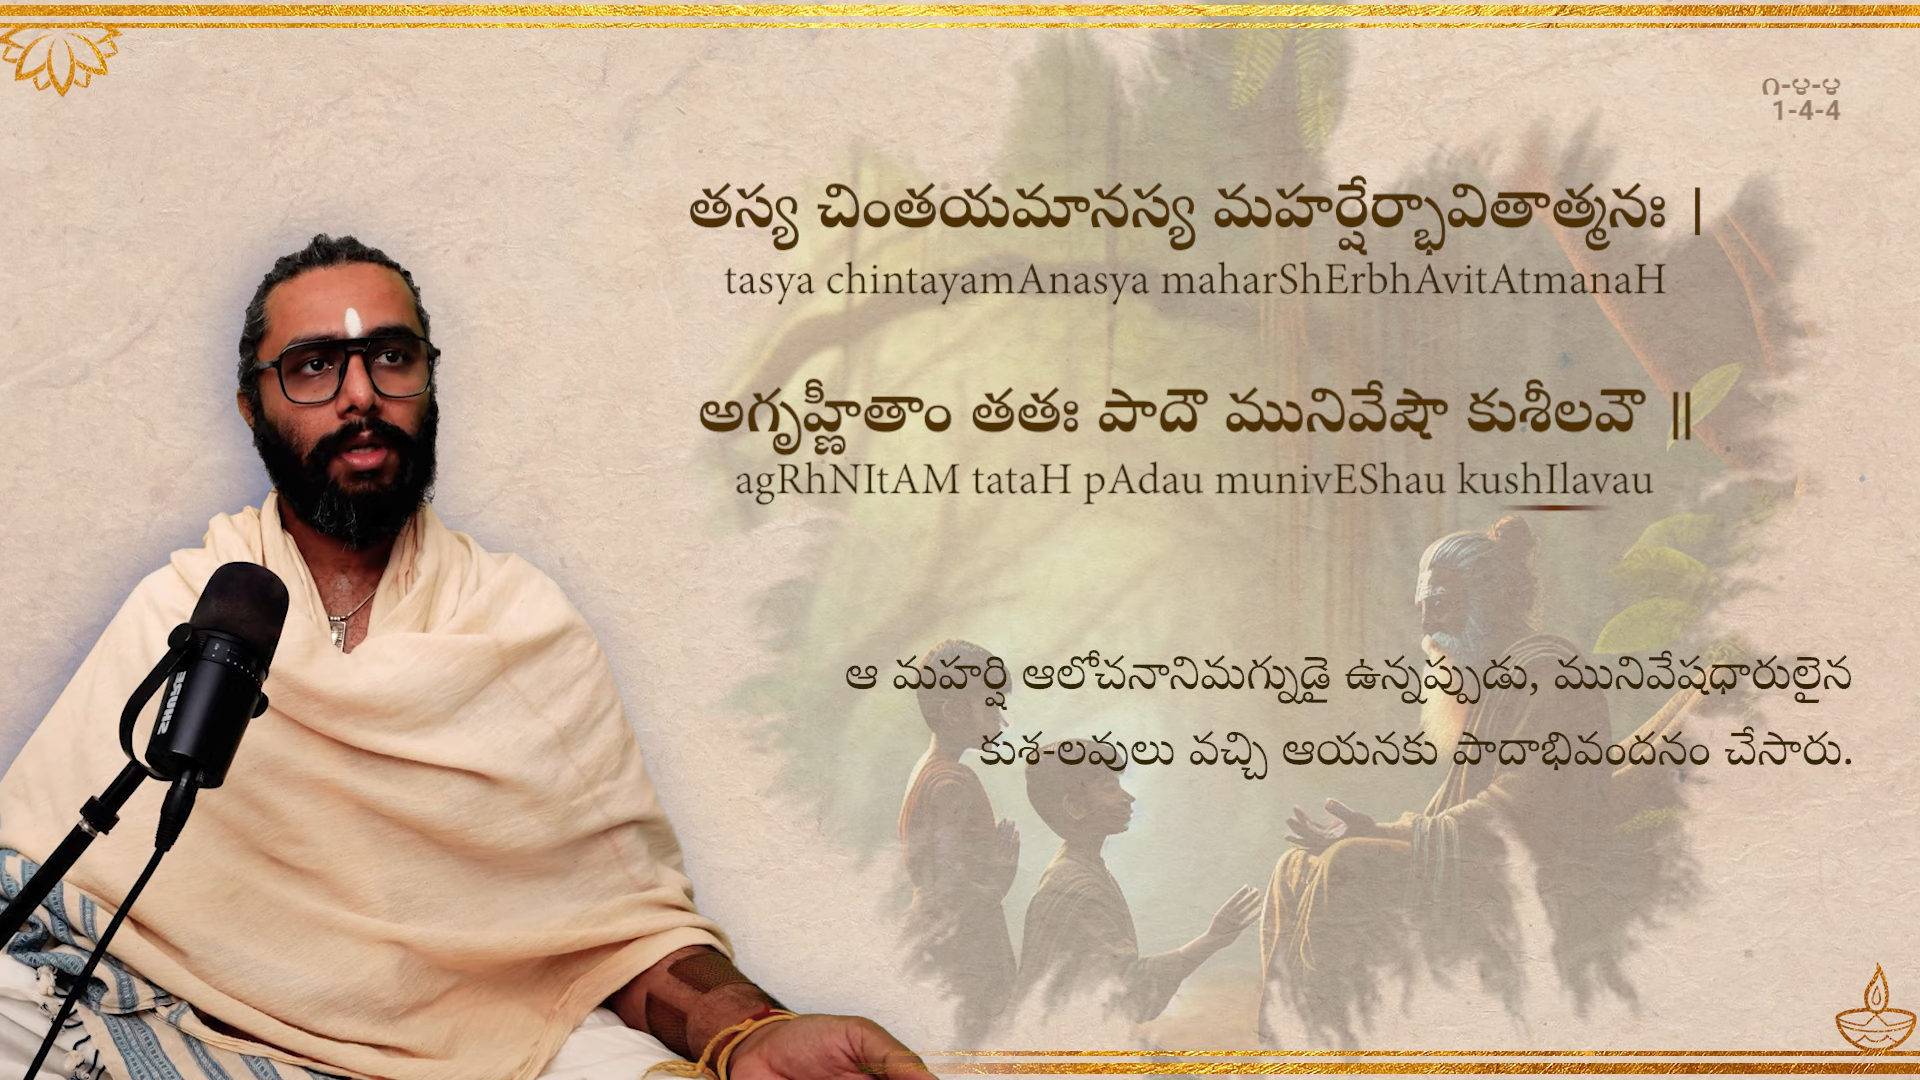 ౧-౪-౪
1-4-4
తస్య చింతయమానస్య మహర్షేర్భావితాత్మనః |
tasya chintayamAnasya maharShErbhAvitAtmanaH
అగృహ్ణీతాం తతః పాదౌ మునివేషౌ కుశీలవౌ ||
agRhNItAM tataH pAdau munivEShau kushIlavau
ఆ మహర్షి ఆలోచనానిమగ్నుడై ఉన్నప్పుడు, మునివేషధారులైన
కుశ-లవులు వచ్చి ఆయనకు పాదాభివందనం చేసారు.
SHURE